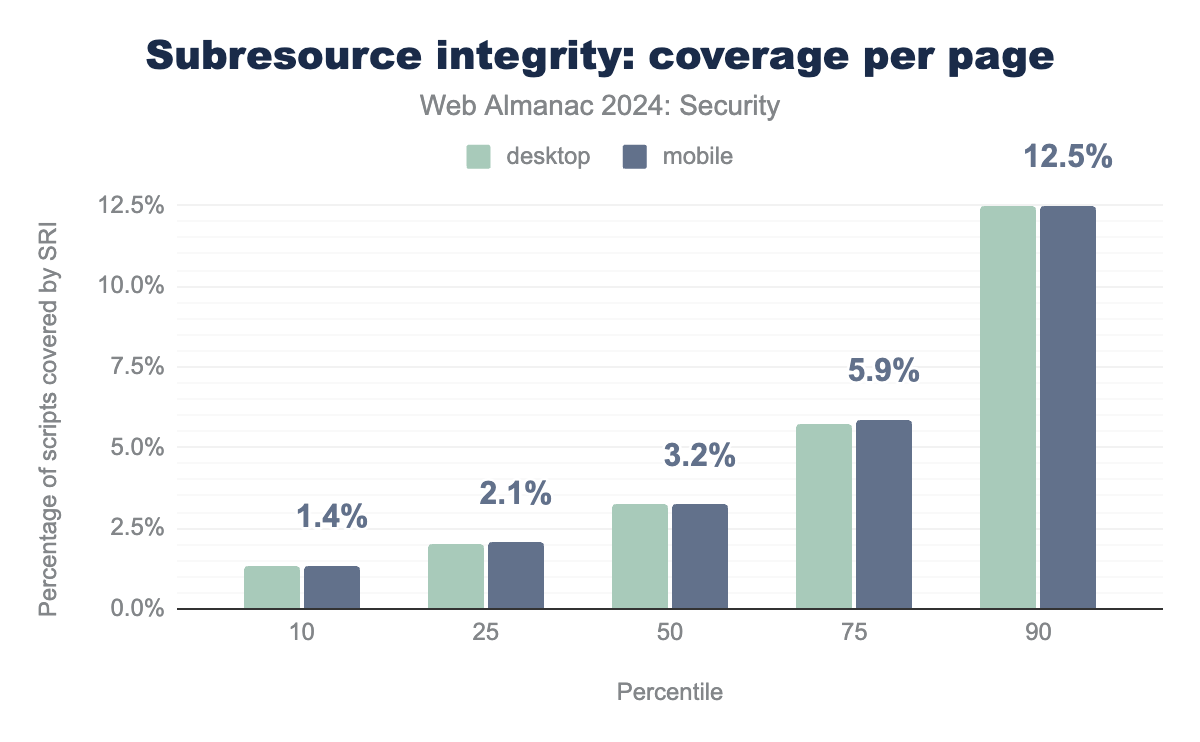 Subresource integrity: coverage per page
Web Almanac 2024: Security
desktop mobile
Percentage of scripts covered by SRI
12.5%
10.0%
7.5%
5.0%
2.5%
0.0%
1.4%
2.1%
3.2%
5.9%
12.5%
10 25 50 75 90
Percentile